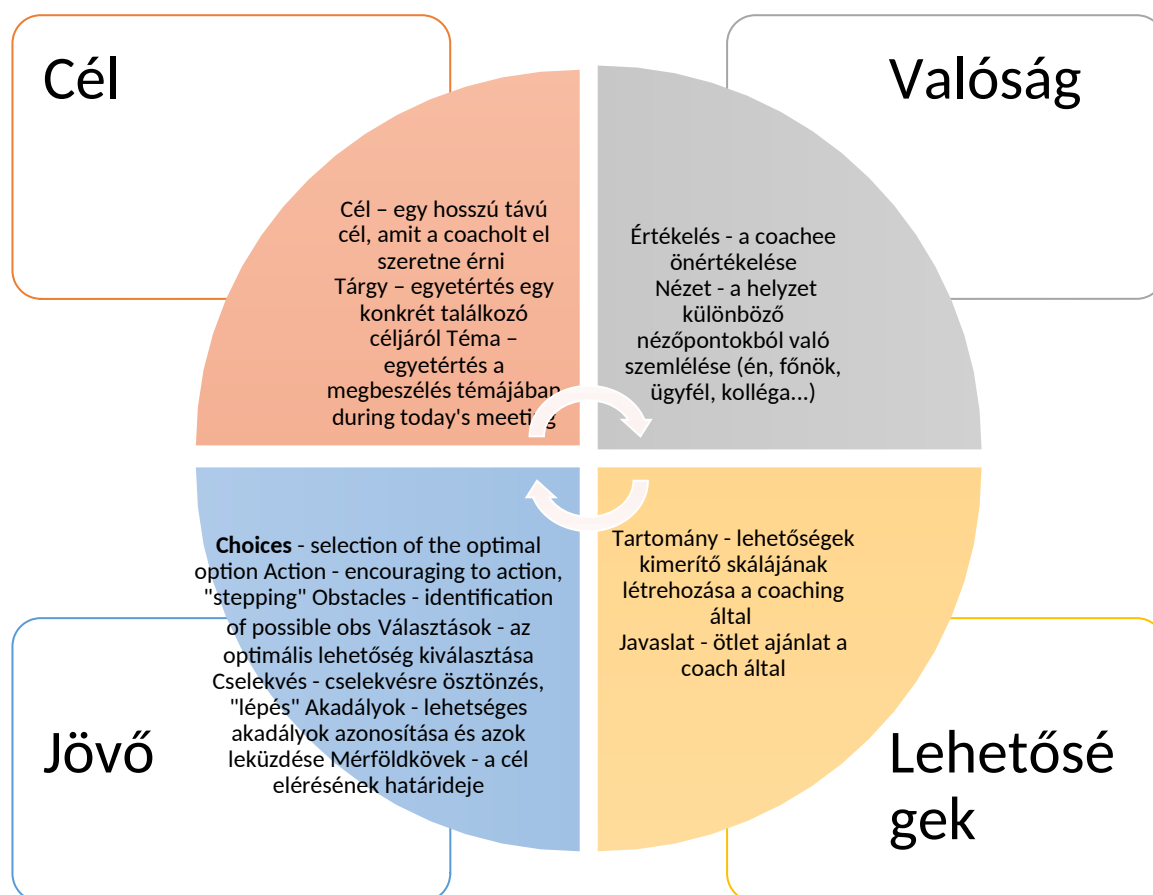 Cél
Cél – egy hosszú távú
cél, amit a coacholt el
szeretne érni
Tárgy – egyetértés egy
konkrét találkozó
céljáról Téma –
egyetértés a
megbeszélés témájában
during today's meeting
Valóság
Értékelés - a coachee
önértékelése
Nézet - a helyzet
különböző
nézőpontokból való
szemlélése (én, főnök,
ügyfél, kolléga...)
Jövő
Choices - selection of the optimal
option Action - encouraging to action,
"stepping" Obstacles - identification
of possible obs Választások - az
optimális lehetőség kiválasztása
Cselekvés - cselekvésre ösztönzés,
"lépés" Akadályok - lehetséges
akadályok azonosítása és azok
leküzdése Mérföldkövek - a cél
elérésének határideje
Tartomány - lehetőségek
kimerítő skálájának
létrehozása a coaching
által
Javaslat - ötlet ajánlat a
coach által
Lehetősé
gek